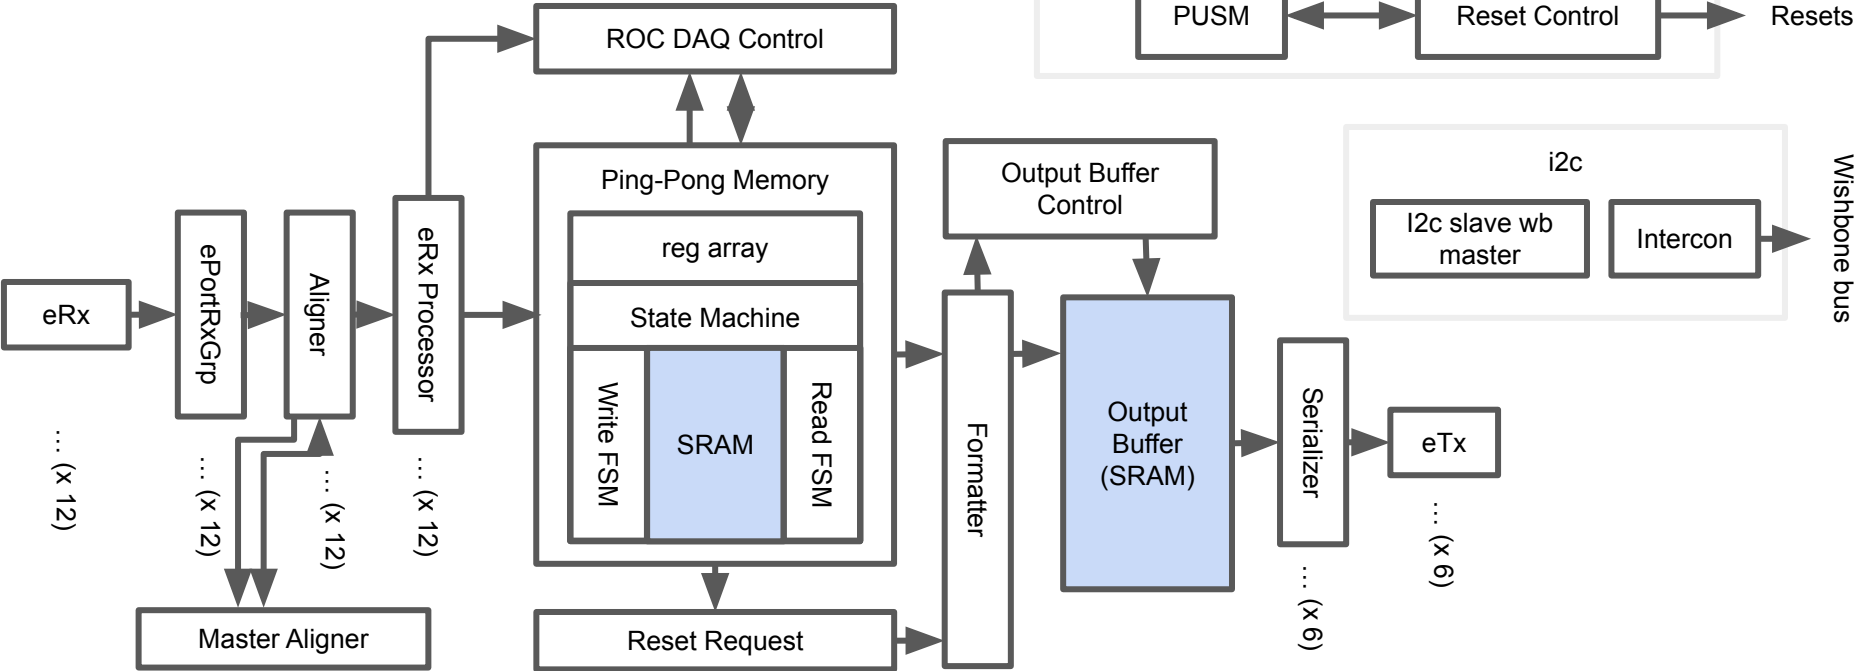 ROC DAQ Control
PUSM
Reset Control
Resets
Ping-Pong Memory
reg array
State Machine
Write FSM
SRAM
Read FSM
Output Buffer
Control
i2c
I2c slave wb
master
Intercon
Wishbone bus
eRx
ePortRxGrp
Aligner
eRx Processor
… (x 12)
… (x 12)
… (x 12)
… (x 12)
Formatter
Output
Buffer
(SRAM)
Serializer
eTx
… (x 6)
… (x 6)
Master Aligner
Reset Request